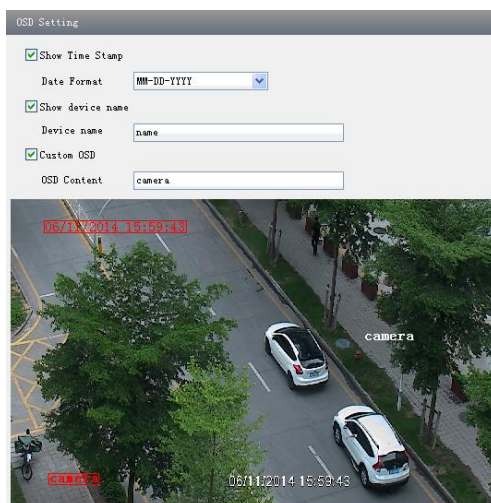 OSD Setting
Show Time Stamp
Date Format MM-DD-YYYY
Show device name
Device name name
Custom OSD
OSD Content camera
06/11/2014 15:59:43
camera
camera
06/11/2014 15:59:43